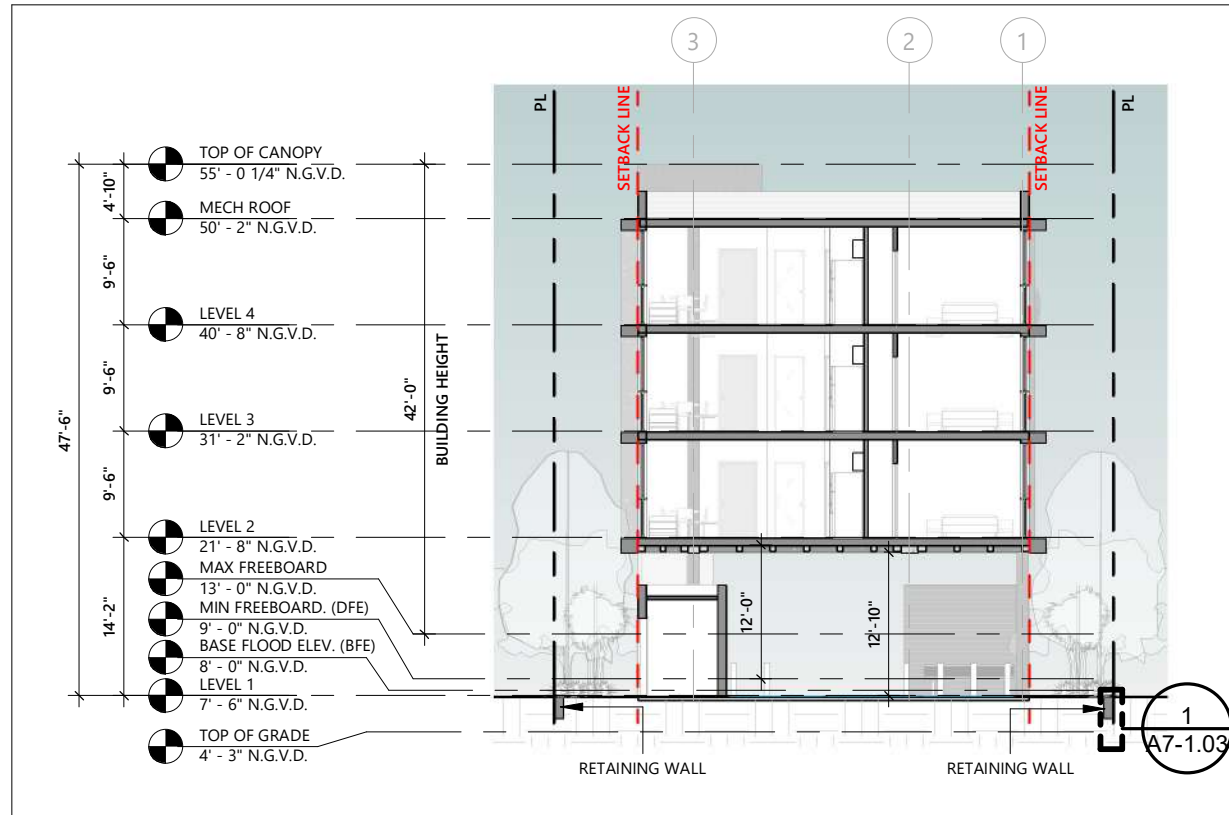 3
2
1
PL
SETBACK LINE
SETBACK LINE
PL
TOP OF CANOPY
55' - 0 1/4" N.G.V.D.
4'-10"
MECH ROOF
50' - 2" N.G.V.D.
9'-6"
LEVEL 4
40' - 8" N.G.V.D.
9'-6"
47'-6"
42'-0"
BUILDING HEIGHT
LEVEL 3
31' - 2" N.G.V.D.
9'-6"
LEVEL 2
21' - 8" N.G.V.D.
MAX FREEBOARD
13' - 0" N.G.V.D.
14'-2"
MIN FREEBOARD. (DFE)
9' - 0" N.G.V.D.
BASE FLOOD ELEV. (BFE)
8' - 0" N.G.V.D.
LEVEL 1
7' - 6" N.G.V.D.
TOP OF GRADE
4' - 3" N.G.V.D.
12'-0"
12'-10"
RETAINING WALL
RETAINING WALL
1
A7-1.03